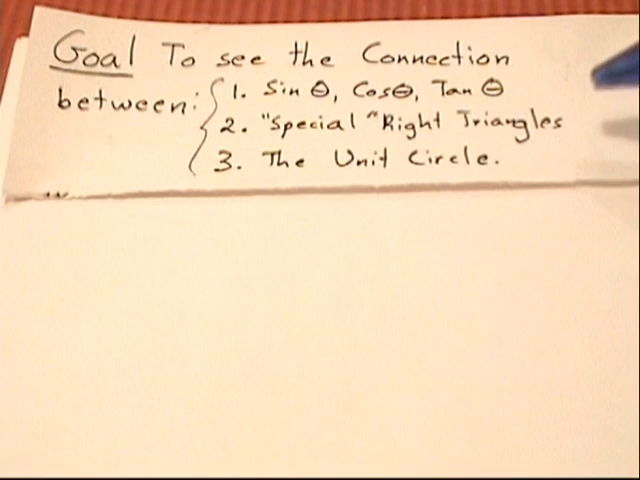 Goal To see the Connection
between: 1. Sin θ, Cosθ, Tan θ
2. "Special" Right Triangles
3. The Unit Circle.